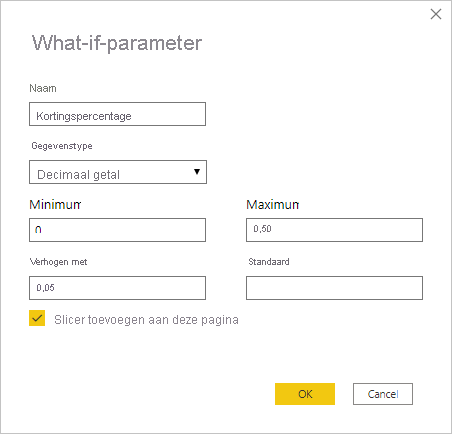 What-if-parameter
Naam
Kortingspercentage
Gegevenstype
Decimaal getal
Minimum Maximum
0 0,50
Verhogen met Standaard
0,05
Slicer toevoegen aan deze pagina
OK Cancel